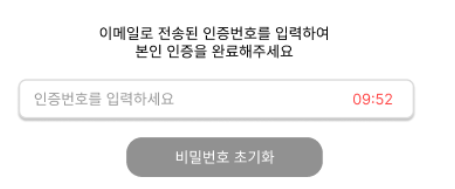 이메일로 전송된 인증번호를 입력하여
본인 인증을 완료해주세요
인증번호를 입력하세요 09:52
비밀번호 초기화